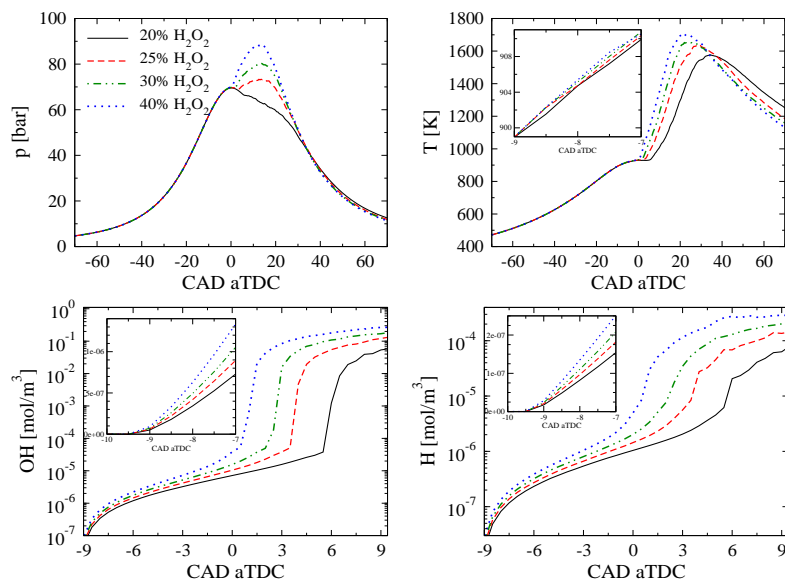 100
80
60
40
20
0
p [bar]
20% H₂O₂
25% H₂O₂
30% H₂O₂
40% H₂O₂
-60 -40 -20 0 20 40 60
CAD aTDC
1800
1600
1400
1200
1000
800
600
400
T [K]
908
904
900
-9 -8 -7
CAD aTDC
-60 -40 -20 0 20 40 60
CAD aTDC
10⁰
10⁻¹
10⁻²
10⁻³
10⁻⁴
10⁻⁵
10⁻⁶
10⁻⁷
OH [mol/m³]
1e-06
5e-07
0e+00
-10 -9 -8 -7
CAD aTDC
-9 -6 -3 0 3 6 9
CAD aTDC
10⁻⁴
10⁻⁵
10⁻⁶
10⁻⁷
H [mol/m³]
2e-07
1e-07
0e+00
-10 -9 -8 -7
CAD aTDC
-9 -6 -3 0 3 6 9
CAD aTDC